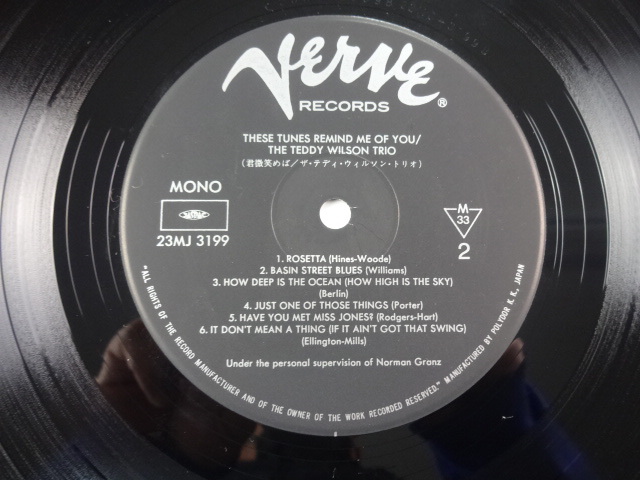 VERVE ®
RECORDS
THESE TUNES REMIND ME OF YOU/
THE TEDDY WILSON TRIO
(君微笑めば/ザ・テディ・ウィルソン・トリオ)
MONO
23MJ 3199
M
33
2
1. ROSETTA (Hines-Woode)
2. BASIN STREET BLUES (Williams)
3. HOW DEEP IS THE OCEAN (HOW HIGH IS THE SKY)
(Berlin)
4. JUST ONE OF THOSE THINGS (Porter)
5. HAVE YOU MET MISS JONES? (Rodgers-Hart)
6. IT DON'T MEAN A THING (IF IT AIN'T GOT THAT SWING)
(Ellington-Mills)
Under the personal supervision of Norman Granz
"ALL RIGHTS OF THE RECORD MANUFACTURER AND OF THE OWNER OF THE WORK RECORDED RESERVED." MANUFACTURED BY POLYDOR K. K., JAPAN